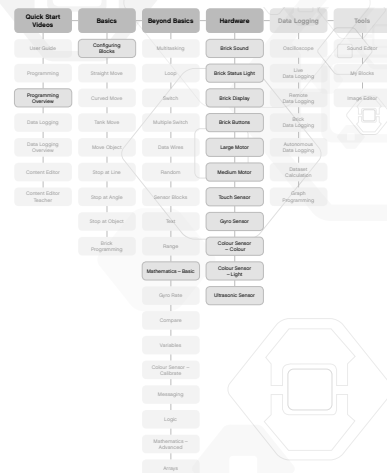 Quick Start
Videos
Basics
Beyond Basics
Hardware
Data Logging
Tools
User Guide
Configuring
Blocks
Multitasking
Brick Sound
Oscilloscope
Sound Editor
Programming
Straight Move
Loop
Brick Status Light
Live
Data Logging
My Blocks
Programming
Overview
Curved Move
Switch
Brick Display
Remote
Data Logging
Image Editor
Data Logging
Tank Move
Multiple Switch
Brick Buttons
Brick
Data Logging
Data Logging
Overview
Move Object
Data Wires
Large Motor
Autonomous
Data Logging
Content Editor
Stop at Line
Random
Medium Motor
Dataset
Calculation
Content Editor
Teacher
Stop at Angle
Sensor Blocks
Touch Sensor
Graph
Programming
Stop at Object
Text
Gyro Sensor
Brick
Programming
Range
Colour Sensor
– Colour
Mathematics – Basic
Colour Sensor
– Light
Gyro Rate
Ultrasonic Sensor
Compare
Variables
Colour Sensor –
Calibrate
Messaging
Logic
Mathematics –
Advanced
Arrays